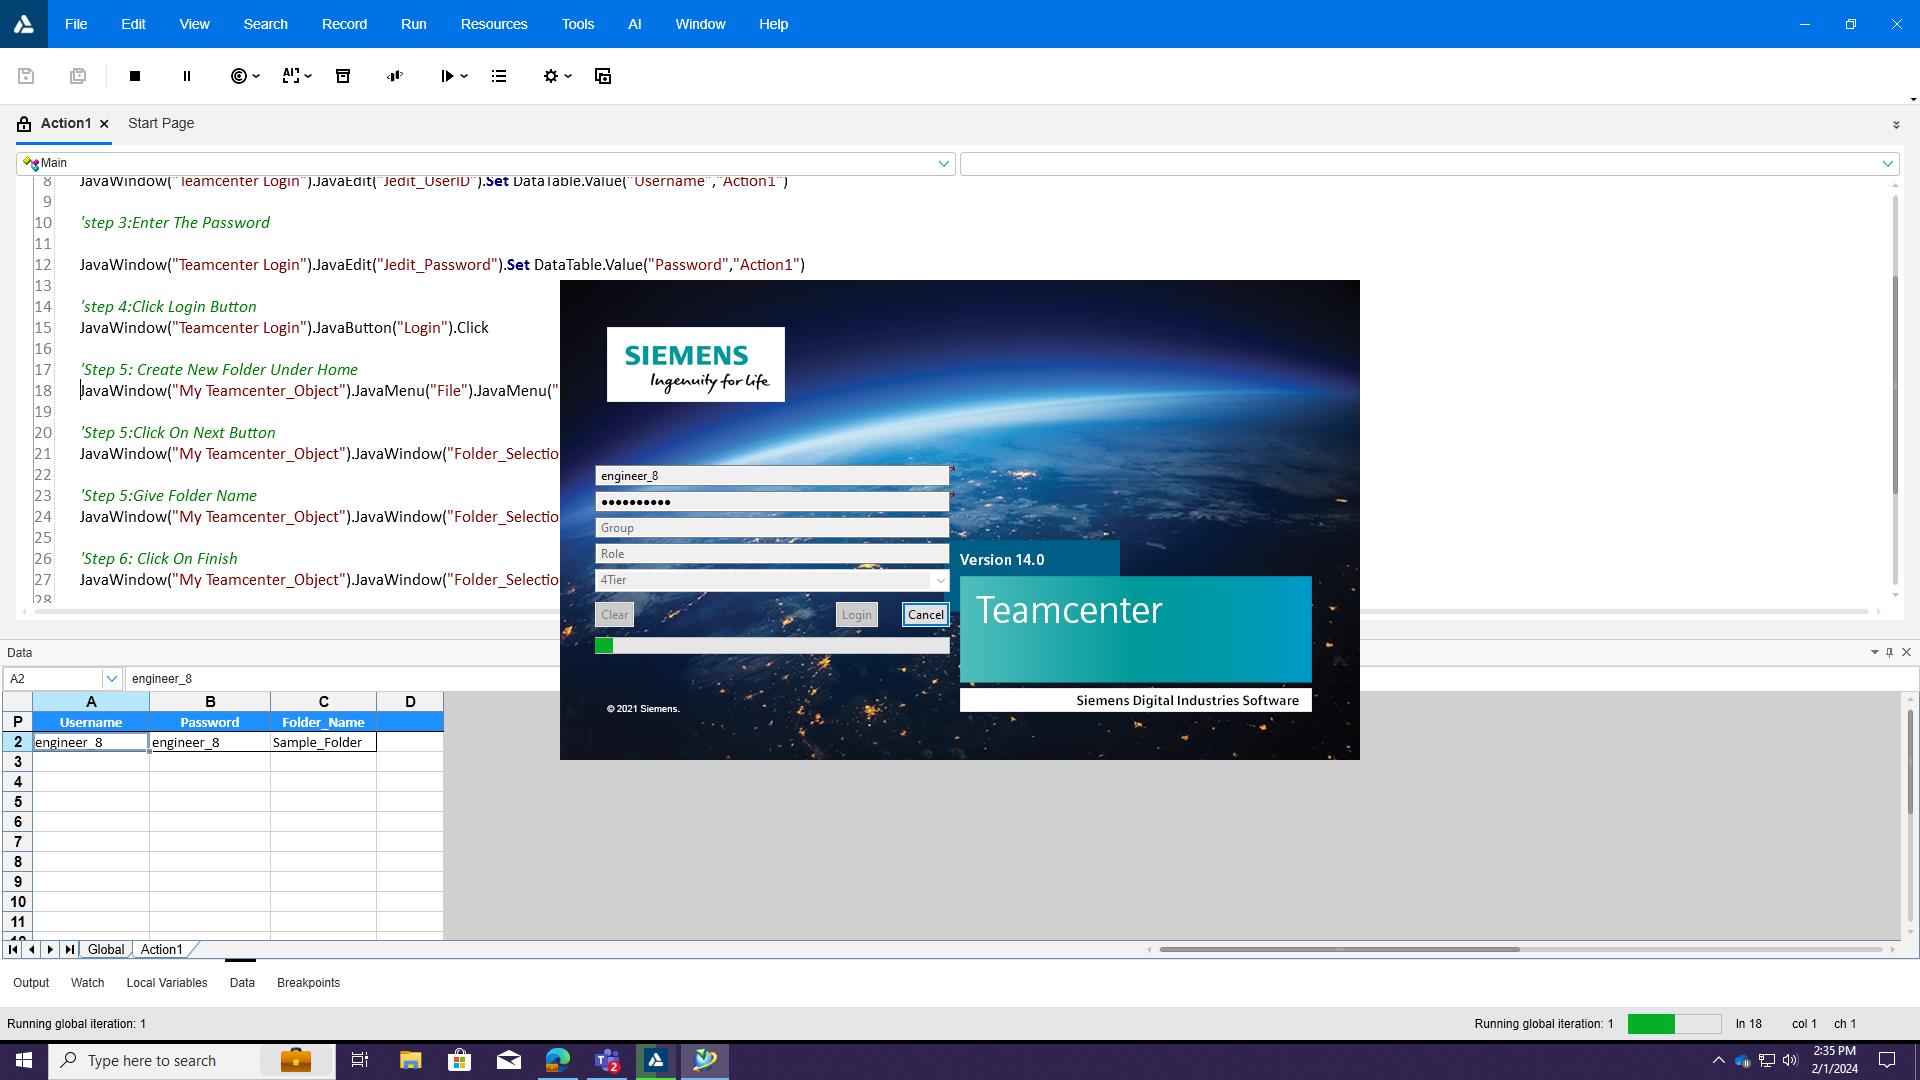 File Edit View Search Record Run Resources Tools AI Window Help
Action1 Start Page
Main
8 JavaWindow("Teamcenter Login").JavaEdit("Jedit_UserID").Set DataTable.Value("Username","Action1")
9
10 'step 3:Enter The Password
11
12 JavaWindow("Teamcenter Login").JavaEdit("Jedit_Password").Set DataTable.Value("Password","Action1")
13
14 'step 4:Click Login Button
15 JavaWindow("Teamcenter Login").JavaButton("Login").Click
16
17 'Step 5: Create New Folder Under Home
18 JavaWindow("My Teamcenter_Object").JavaMenu("File").JavaMenu("
19
20 'Step 5:Click On Next Button
21 JavaWindow("My Teamcenter_Object").JavaWindow("Folder_Selectio
22
23 'Step 5:Give Folder Name
24 JavaWindow("My Teamcenter_Object").JavaWindow("Folder_Selectio
25
26 'Step 6: Click On Finish
27 JavaWindow("My Teamcenter_Object").JavaWindow("Folder_Selectio
28
SIEMENS
Ingenuity for life
engineer_8 *
•••••••••• *
Group
Role
4Tier
Clear Login Cancel
Version 14.0
Teamcenter
Siemens Digital Industries Software
© 2021 Siemens.
Data
A2 engineer_8
A B C D
P Username Password Folder_Name
2 engineer_8 engineer_8 Sample_Folder
3
4
5
6
7
8
9
10
11
12
Global Action1
Output Watch Local Variables Data Breakpoints
Running global iteration: 1 Running global iteration: 1 ln 18 col 1 ch 1
Type here to search
2
2:35 PM
2/1/2024